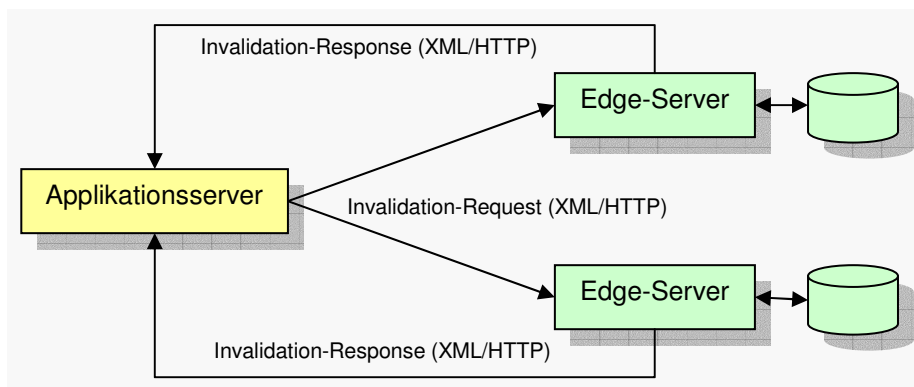 Invalidation-Response (XML/HTTP)
Edge-Server
Applikationsserver
Invalidation-Request (XML/HTTP)
Edge-Server
Invalidation-Response (XML/HTTP)